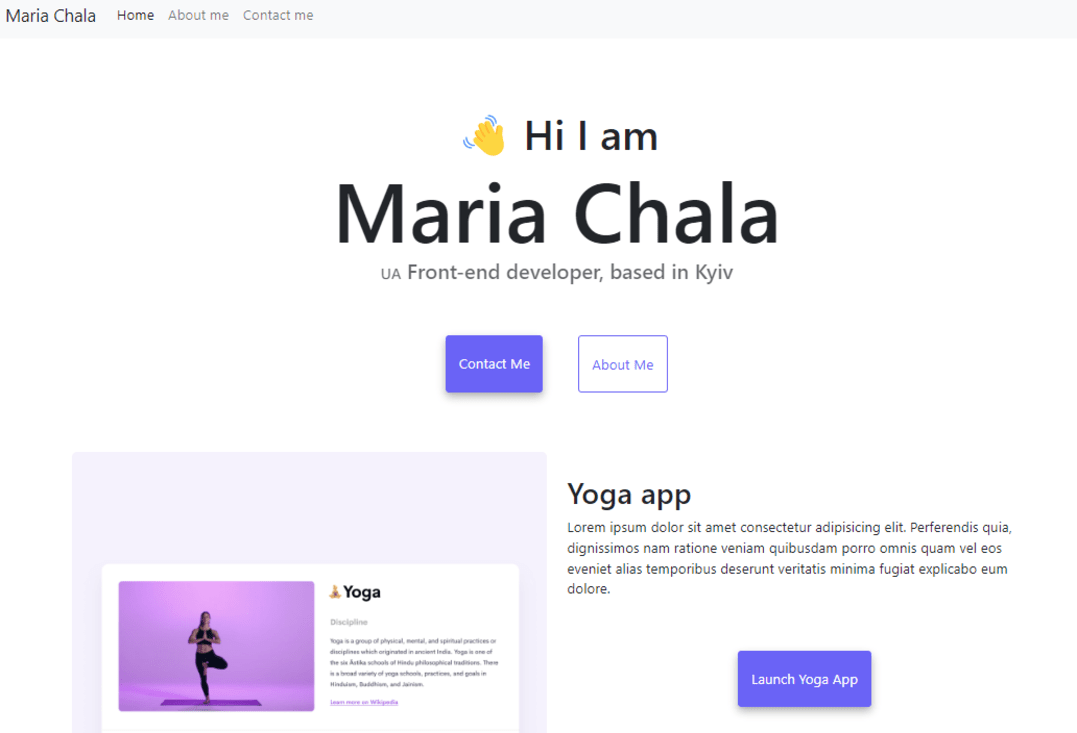 Maria Chala Home About me Contact me
👋 Hi I am
Maria Chala
UA Front-end developer, based in Kyiv
Contact Me About Me
Yoga app
Lorem ipsum dolor sit amet consectetur adipisicing elit. Perferendis quia,
dignissimos nam ratione veniam quibusdam porro omnis quam vel eos
eveniet alias temporibus deserunt veritatis minima fugiat explicabo eum
dolore.
Launch Yoga App
🧘Yoga
Discipline
Yoga is a group of physical, mental, and spiritual practices or
disciplines which originated in ancient India. Yoga is one of
the six Āstika schools of Hindu philosophical traditions. There
is a broad variety of yoga schools, practices, and goals in
Hinduism, Buddhism, and Jainism.
Learn more on Wikipedia